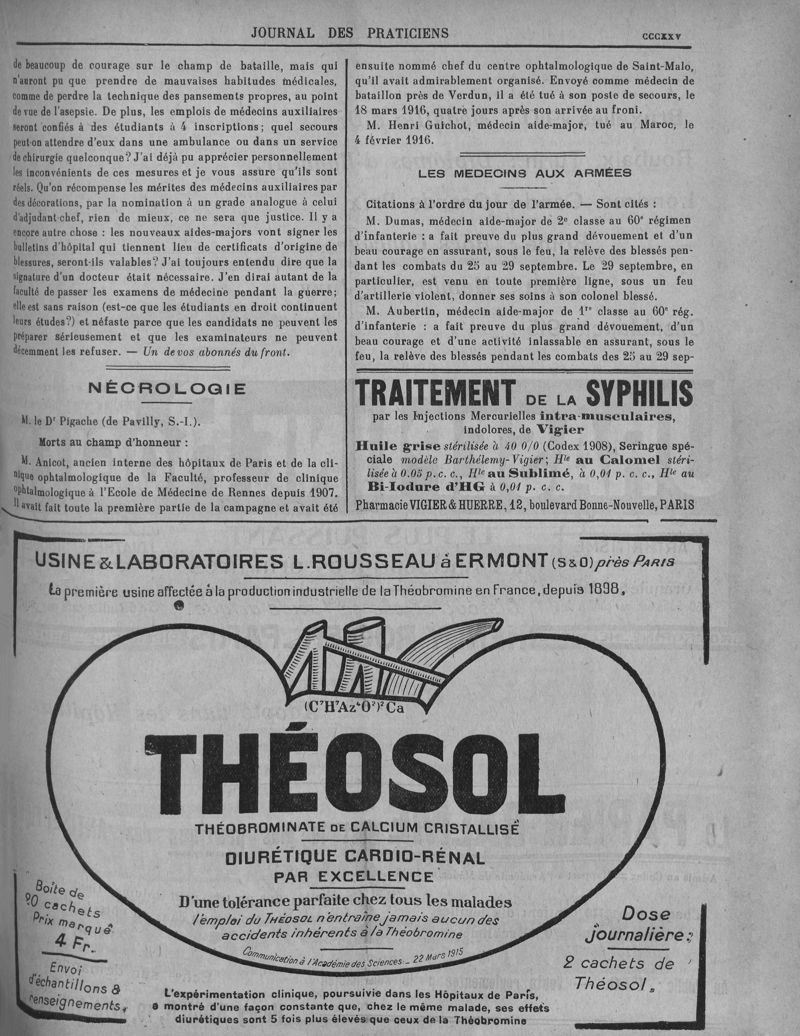 JOURNAL DES PRATICIENS
CCCXXV
de beaucoup de courage sur le champ de bataille, mais qui
n'auront pu que prendre de mauvaises habitudes médicales,
comme de perdre la technique des pansements propres, au point
de vue de l'asepsie. De plus, les emplois de médecins auxiliaires
seront confiés à des étudiants à 4 inscriptions; quel secours
peut-on attendre d'eux dans une ambulance ou dans un service
de chirurgie quelconque? J'ai déjà pu apprécier personnellement
les inconvénients de ces mesures et je vous assure qu'ils sont
réels. Qu'on récompense les mérites des médecins auxiliaires par
des décorations, par la nomination à un grade analogue à celui
d'adjudant-chef, rien de mieux, ce ne sera que justice. Il y a
encore autre chose : les nouveaux aides-majors vont signer les
bulletins d'hôpital qui tiennent lieu de certificats d'origine de
blessures, seront-ils valables? J'ai toujours entendu dire que la
signature d'un docteur était nécessaire. J'en dirai autant de la
faculté de passer les examens de médecine pendant la guerre;
elle est sans raison (est-ce que les étudiants en droit continuent
leurs études?) et néfaste parce que les candidats ne peuvent les
préparer sérieusement et que les examinateurs ne peuvent
décemment les refuser. — Un de vos abonnés du front.
NÉCROLOGIE
M. le Dr Pigache (de Pavilly, S.-I.).
Morts au champ d'honneur :
M. Anicot, ancien interne des hôpitaux de Paris et de la cli-
nique ophtalmologique de la Faculté, professeur de clinique
ophtalmologique à l'Ecole de Médecine de Rennes depuis 1907.
Il avait fait toute la première partie de la campagne et avait été
ensuite nommé chef du centre ophtalmologique de Saint-Malo,
qu'il avait admirablement organisé. Envoyé comme médecin de
bataillon près de Verdun, il a été tué à son poste de secours, le
18 mars 1916, quatre jours après son arrivée au froni.
M. Henri Guichot, médecin aide-major, tué au Maroc, le
4 février 1916.
LES MEDECINS AUX ARMÉES
Citations à l'ordre du jour de l'armée. — Sont cités :
M. Dumas, médecin aide-major de 2e classe au 60e régimen
d'infanterie : a fait preuve du plus grand dévouement et d'un
beau courage en assurant, sous le feu, la relève des blessés pen-
dant les combats du 25 au 29 septembre. Le 29 septembre, en
particulier, est venu en toute première ligne, sous un feu
d'artillerie violent, donner ses soins à son colonel blessé.
M. Aubertin, médecin aide-major de 1re classe au 60e rég.
d'infanterie : a fait preuve du plus grand dévouement, d'un
beau courage et d'une activité inlassable en assurant, sous le
feu, la relève des blessés pendant les combats des 25 au 29 sep-
TRAITEMENT DE LA SYPHILIS
par les Injections Mercurielles intra-musculaires,
indolores, de Vigier
Huile grise stérilisée à 40 0/0 (Codex 1908), Seringue spé-
ciale modèle Barthélemy-Vigier; Hle au Calomel stéri-
lisée à 0.05 p. c. c., Hle au Sublimé, à 0,01 p. c. c., Hle au
Bi-Iodure d'HG à 0,01 p. c. c.
Pharmacie VIGIER & HUERRE, 12, boulevard Bonne-Nouvelle, PARIS
USINE & LABORATOIRES L. ROUSSEAU à ERMONT (S & O) près PARIS
La première usine affectée à la production industrielle de la Théobromine en France, depuis 1898.
(C⁷H⁷Az⁴O²)²Ca
THÉOSOL
THÉOBROMINATE DE CALCIUM CRISTALLISÉ
DIURÉTIQUE CARDIO-RÉNAL
PAR EXCELLENCE
D'une tolérance parfaite chez tous les malades
l'emploi du THÉOSOL n'entraîne jamais aucun des
accidents inhérents à la Théobromine
Communication à l'Académie des Sciences - 22 Mars 1915
Boîte de
20 cachets
Prix marqué
4 Fr.
Envoi
d'échantillons &
renseignements.
L'expérimentation clinique, poursuivie dans les Hôpitaux de Paris,
a montré d'une façon constante que, chez le même malade, ses effets
diurétiques sont 5 fois plus élevés que ceux de la Théobromine
Dose
journalière:
2 cachets de
Théosol.